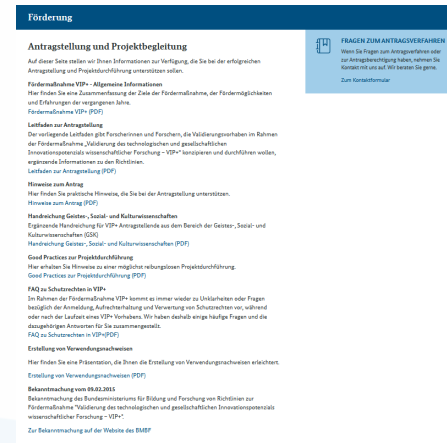 Förderung
Antragstellung und Projektbegleitung
Auf dieser Seite stellen wir Ihnen Informationen zur Verfügung, die Sie bei der erfolgreichen
Antragstellung und Projektdurchführung unterstützen sollen.
Fördermaßnahme VIP+ - Allgemeine Informationen
Hier finden Sie eine Zusammenfassung der Ziele der Fördermaßnahme, der Fördermöglichkeiten
und Erfahrungen der vergangenen Jahre.
Fördermaßnahme VIP+ (PDF)
Leitfaden zur Antragstellung
Der vorliegende Leitfaden gibt Forscherinnen und Forschern, die Validierungsvorhaben im Rahmen
der Fördermaßnahme „Validierung des technologischen und gesellschaftlichen
Innovationspotenzials wissenschaftlicher Forschung – VIP+" konzipieren und durchführen wollen,
ergänzende Informationen zu den Richtlinien.
Leitfaden zur Antragstellung (PDF)
Hinweise zum Antrag
Hier finden Sie praktische Hinweise, die Sie bei der Antragstellung unterstützen.
Hinweise zum Antrag (PDF)
Handreichung Geistes-, Sozial- und Kulturwissenschaften
Ergänzende Handreichung für VIP+ Antragstellende aus dem Bereich der Geistes-, Sozial- und
Kulturwissenschaften (GSK)
Handreichung Geistes-, Sozial- und Kulturwissenschaften (PDF)
Good Practices zur Projektdurchführung
Hier erhalten Sie Hinweise zu einer möglichst reibungslosen Projektdurchführung.
Good Practices zur Projektdurchführung (PDF)
FAQ zu Schutzrechten in VIP+
Im Rahmen der Fördermaßnahme VIP+ kommt es immer wieder zu Unklarheiten oder Fragen
bezüglich der Anmeldung, Aufrechterhaltung und Verwertung von Schutzrechten vor, während
oder nach der Laufzeit eines VIP+ Vorhabens. Wir haben deshalb einige häufige Fragen und die
dazugehörigen Antworten für Sie zusammengestellt.
FAQ zu Schutzrechten in VIP+(PDF)
Erstellung von Verwendungsnachweisen
Hier finden Sie eine Präsentation, die Ihnen die Erstellung von Verwendungsnachweisen erleichtert.
Erstellung von Verwendungsnachweisen (PDF)
Bekanntmachung vom 09.02.2015
Bekanntmachung des Bundesministeriums für Bildung und Forschung von Richtlinien zur
Fördermaßnahme "Validierung des technologischen und gesellschaftlichen Innovationspotenzials
wissenschaftlicher Forschung – VIP+".
Zur Bekanntmachung auf der Website des BMBF
FRAGEN ZUM ANTRAGSVERFAHREN
Wenn Sie Fragen zum Antragsverfahren oder
zur Antragsberechtigung haben, nehmen Sie
Kontakt mit uns auf. Wir beraten Sie gerne.
Zum Kontaktformular